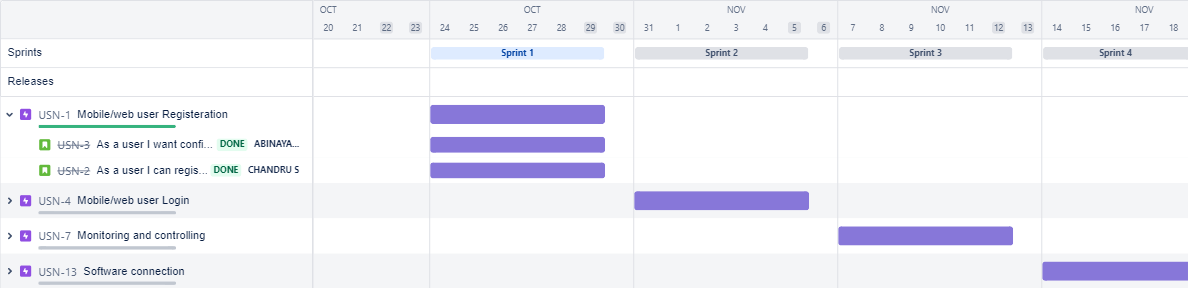 OCT OCT NOV NOV NOV
20 21 22 23 24 25 26 27 28 29 30 31 1 2 3 4 5 6 7 8 9 10 11 12 13 14 15 16 17 18
Sprints Sprint 1 Sprint 2 Sprint 3 Sprint 4
Releases
USN-1 Mobile/web user Registeration
USN-3 As a user I want confi... DONE ABINAYA...
USN-2 As a user I can regis... DONE CHANDRU S
USN-4 Mobile/web user Login
USN-7 Monitoring and controlling
USN-13 Software connection